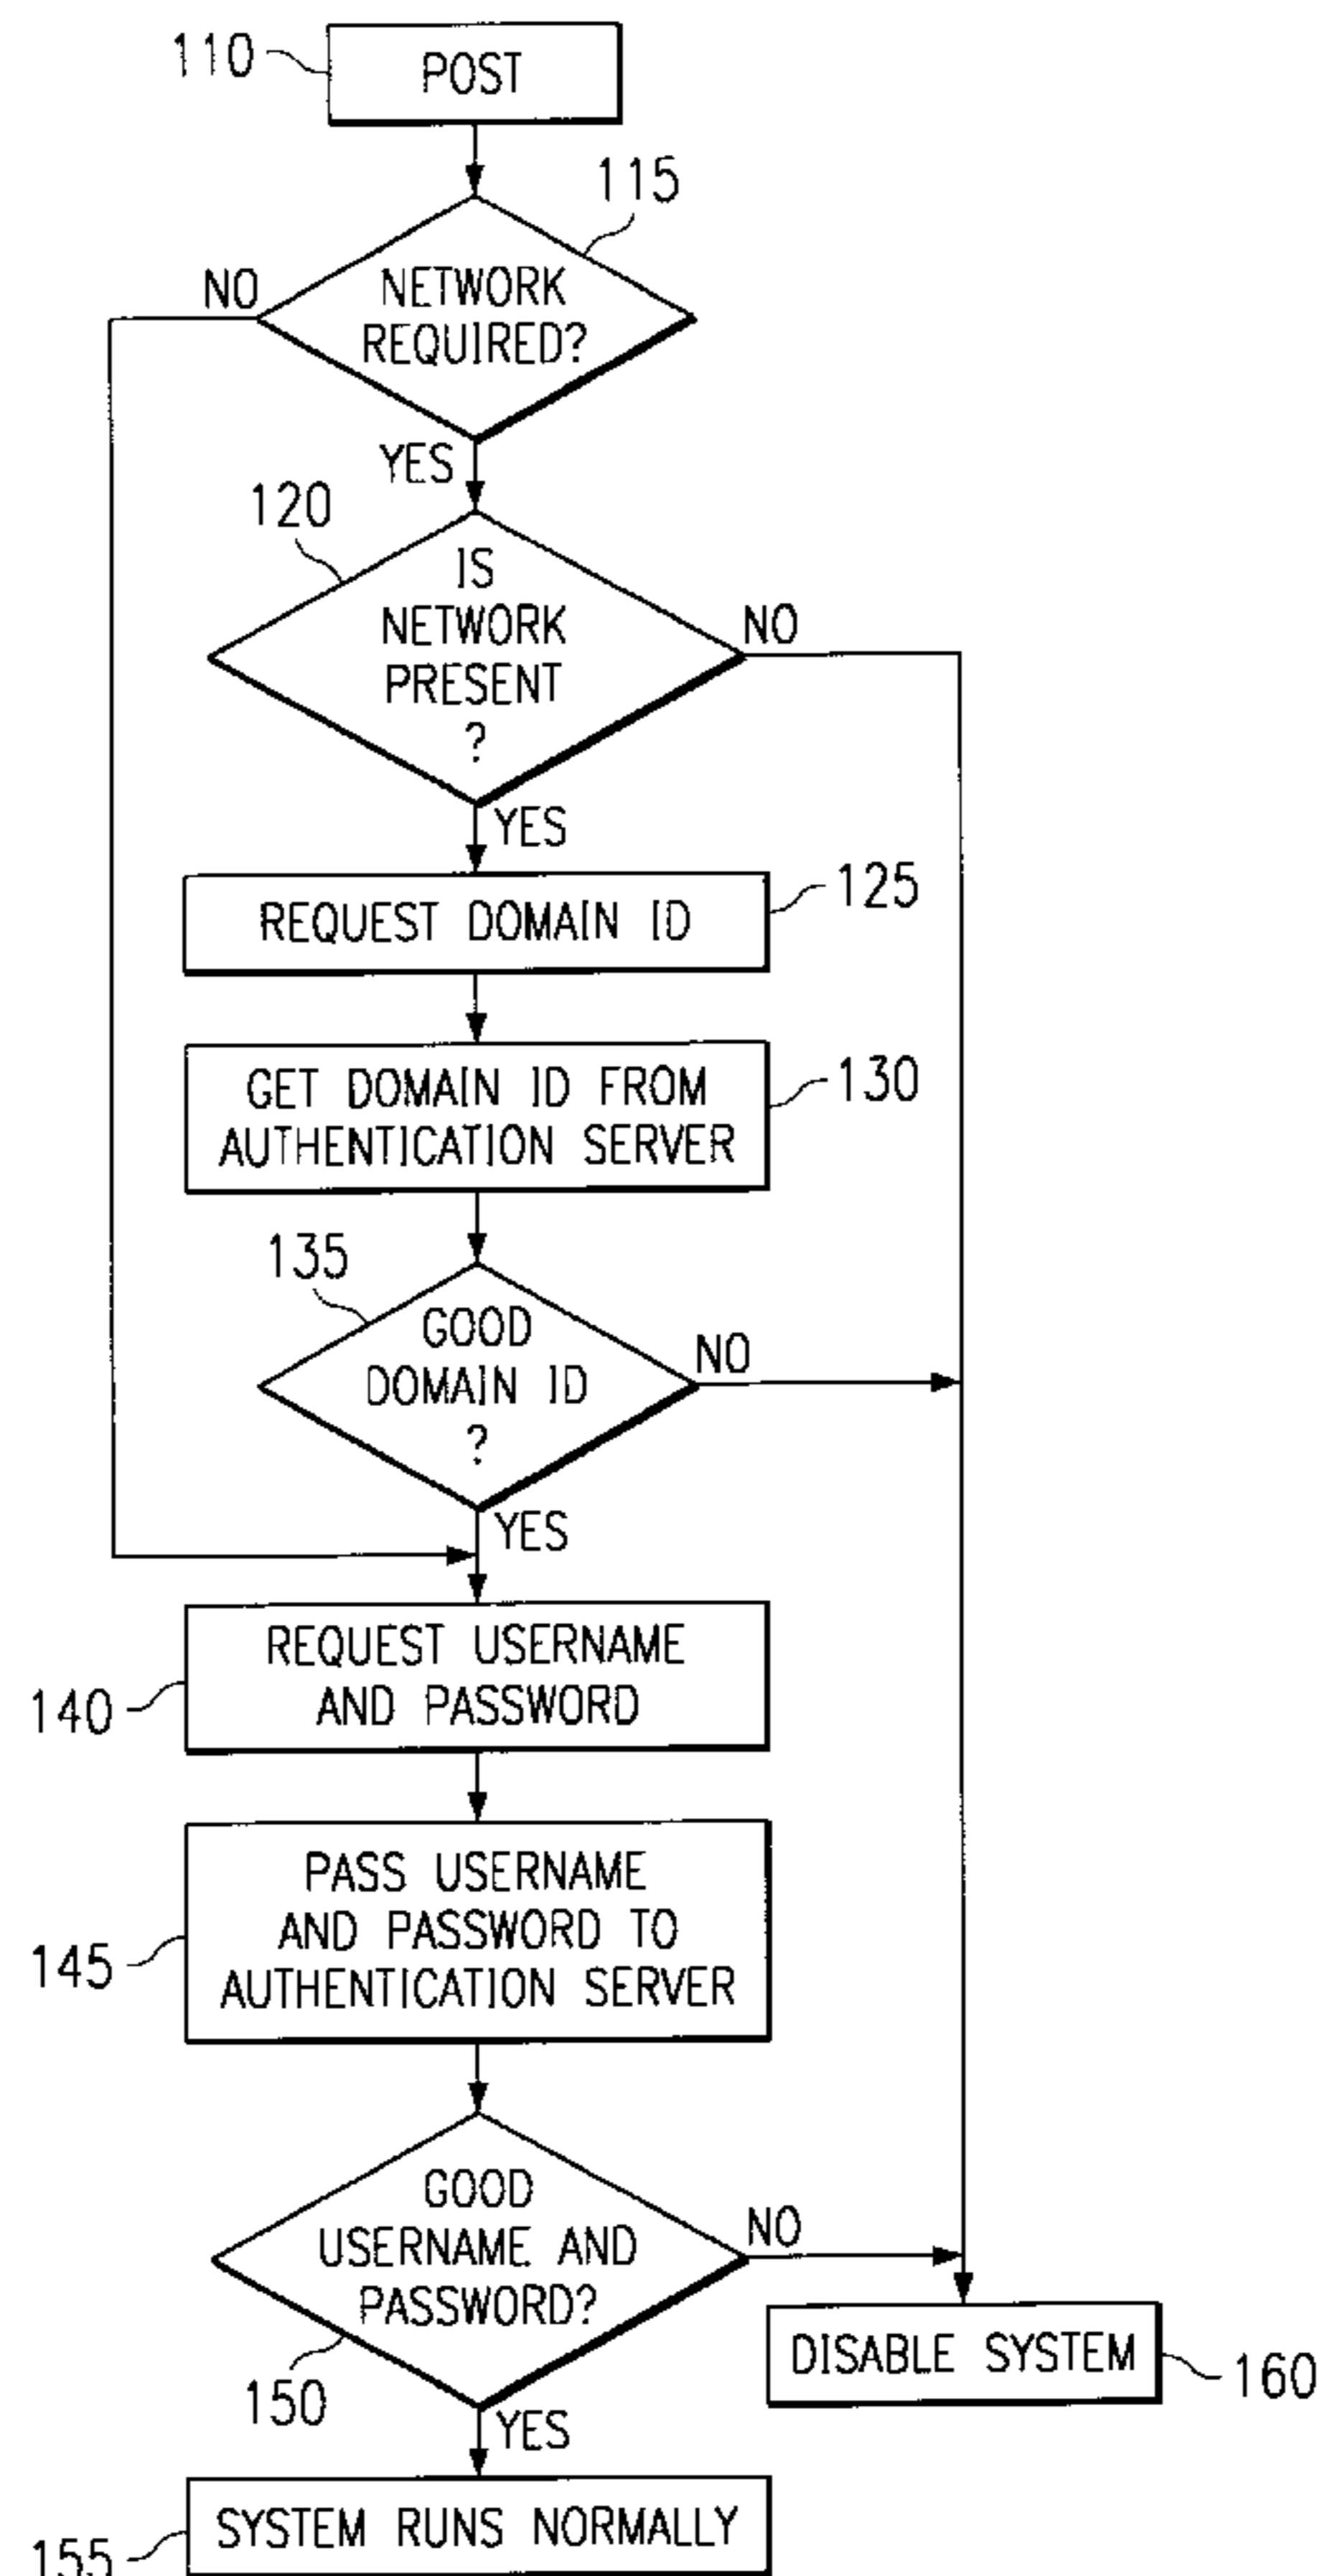 110
POST
115
NO
NETWORK
REQUIRED?
YES
120
IS
NETWORK
PRESENT
?
NO
YES
REQUEST DOMAIN ID
125
GET DOMAIN ID FROM
AUTHENTICATION SERVER
130
135
GOOD
DOMAIN ID
?
NO
YES
REQUEST USERNAME
AND PASSWORD
140
PASS USERNAME
AND PASSWORD TO
AUTHENTICATION SERVER
145
GOOD
USERNAME AND
PASSWORD?
NO
150
YES
DISABLE SYSTEM
160
SYSTEM RUNS NORMALLY
155